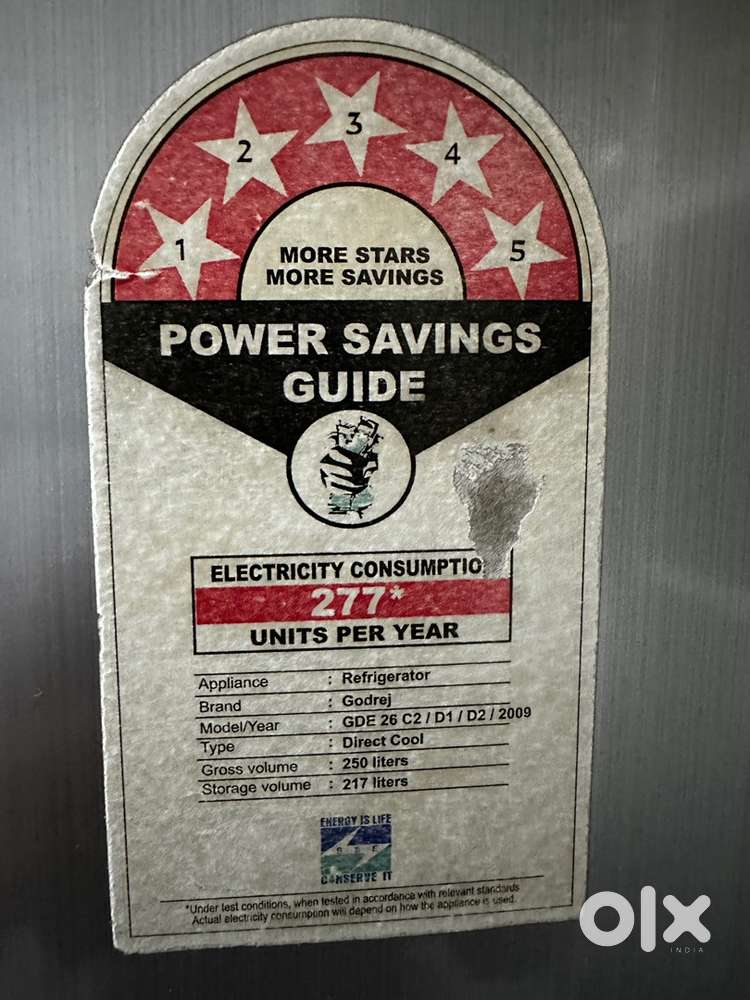 1 2 3 4 5
MORE STARS
MORE SAVINGS
POWER SAVINGS
GUIDE
ELECTRICITY CONSUMPTIO
277*
UNITS PER YEAR
Appliance : Refrigerator
Brand : Godrej
Model/Year : GDE 26 C2 / D1 / D2 / 2009
Type : Direct Cool
Gross volume : 250 liters
Storage volume : 217 liters
ENERGY IS LIFE
BEE
CONSERVE IT
*Under test conditions, when tested in accordance with relevant standards
Actual electricity consumption will depend on how the appliance is used.
olx
INDIA